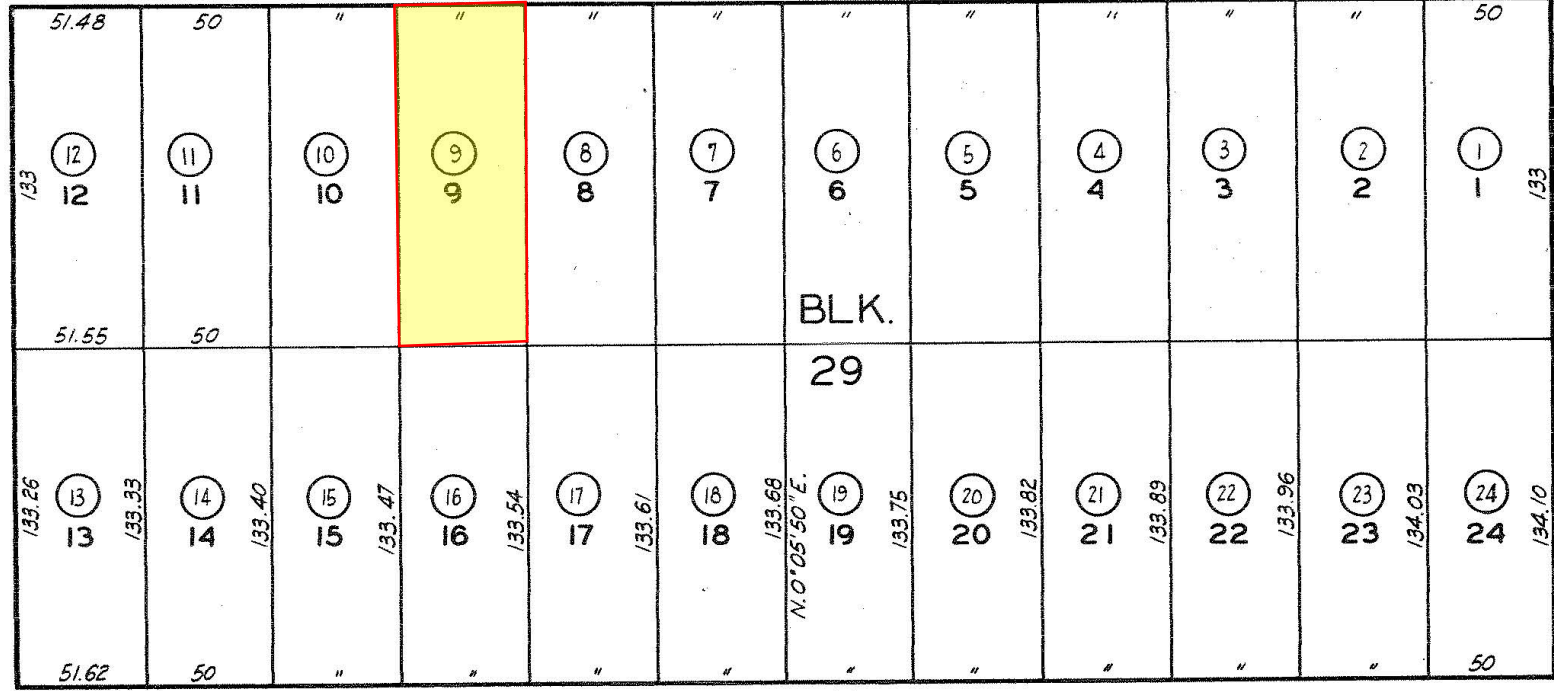 51.48 50 " " " " " " " " " 50
133 12 11 10 9 8 7 6 5 4 3 2 1 133
12 11 10 9 8 7 6 5 4 3 2 1
51.55 50
BLK.
29
133.26 13 133.33 14 133.40 15 133.47 16 133.54 17 133.61 18 133.68 N.0°05'50"E. 19 133.75 20 133.82 21 133.89 22 133.96 23 134.03 24 134.10
13 14 15 16 17 18 19 20 21 22 23 24
51.62 50 " " " " " " " " " 50